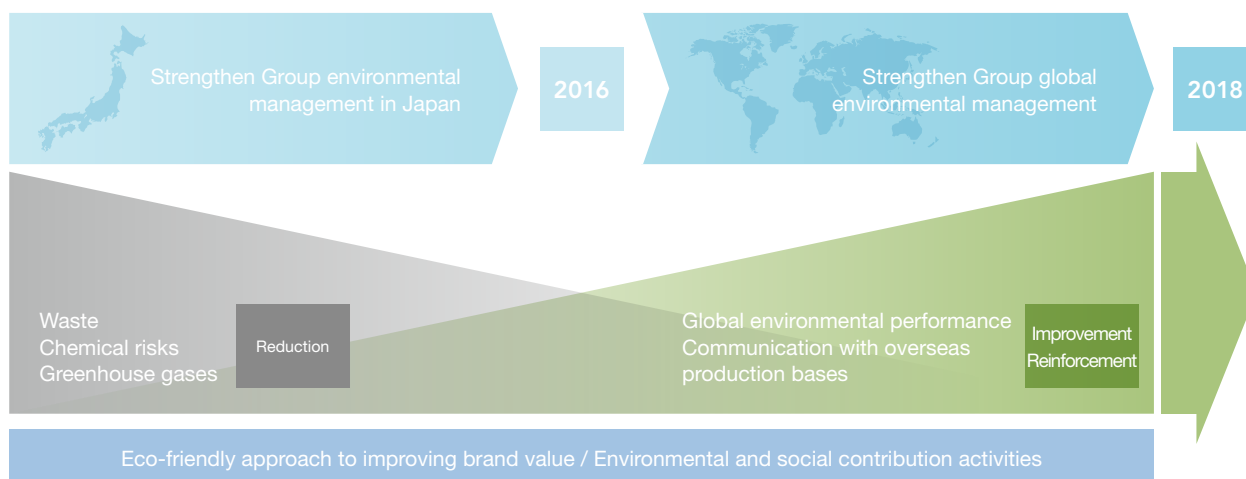 Strengthen Group environmental
management in Japan
2016
Strengthen Group global
environmental management
2018
Waste
Chemical risks
Greenhouse gases
Reduction
Global environmental performance
Communication with overseas
production bases
Improvement
Reinforcement
Eco-friendly approach to improving brand value / Environmental and social contribution activities